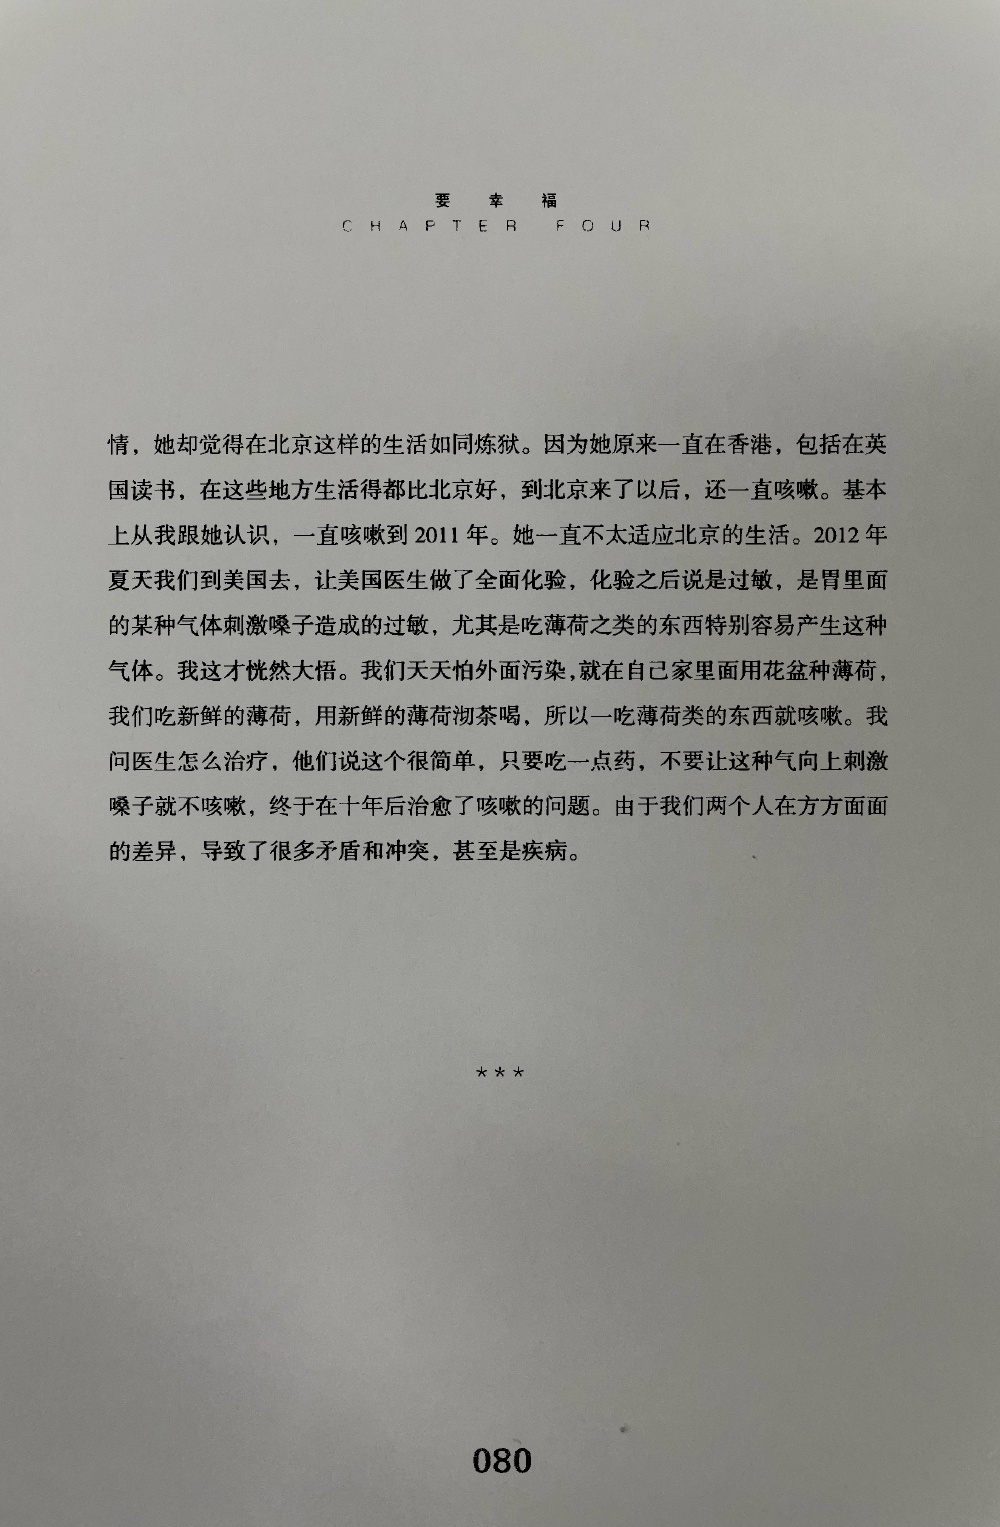 要幸福
CHAPTER FOUR
情，她却觉得在北京这样的生活如同炼狱。因为她原来一直在香港，包括在英
国读书，在这些地方生活得都比北京好，到北京来了以后，还一直咳嗽。基本
上从我跟她认识，一直咳嗽到 2011 年。她一直不太适应北京的生活。2012 年
夏天我们到美国去，让美国医生做了全面化验，化验之后说是过敏，是胃里面
的某种气体刺激嗓子造成的过敏，尤其是吃薄荷之类的东西特别容易产生这种
气体。我这才恍然大悟。我们天天怕外面污染，就在自己家里面用花盆种薄荷，
我们吃新鲜的薄荷，用新鲜的薄荷沏茶喝，所以一吃薄荷类的东西就咳嗽。我
问医生怎么治疗，他们说这个很简单，只要吃一点药，不要让这种气向上刺激
嗓子就不咳嗽，终于在十年后治愈了咳嗽的问题。由于我们两个人在方方面面
的差异，导致了很多矛盾和冲突，甚至是疾病。
***
080